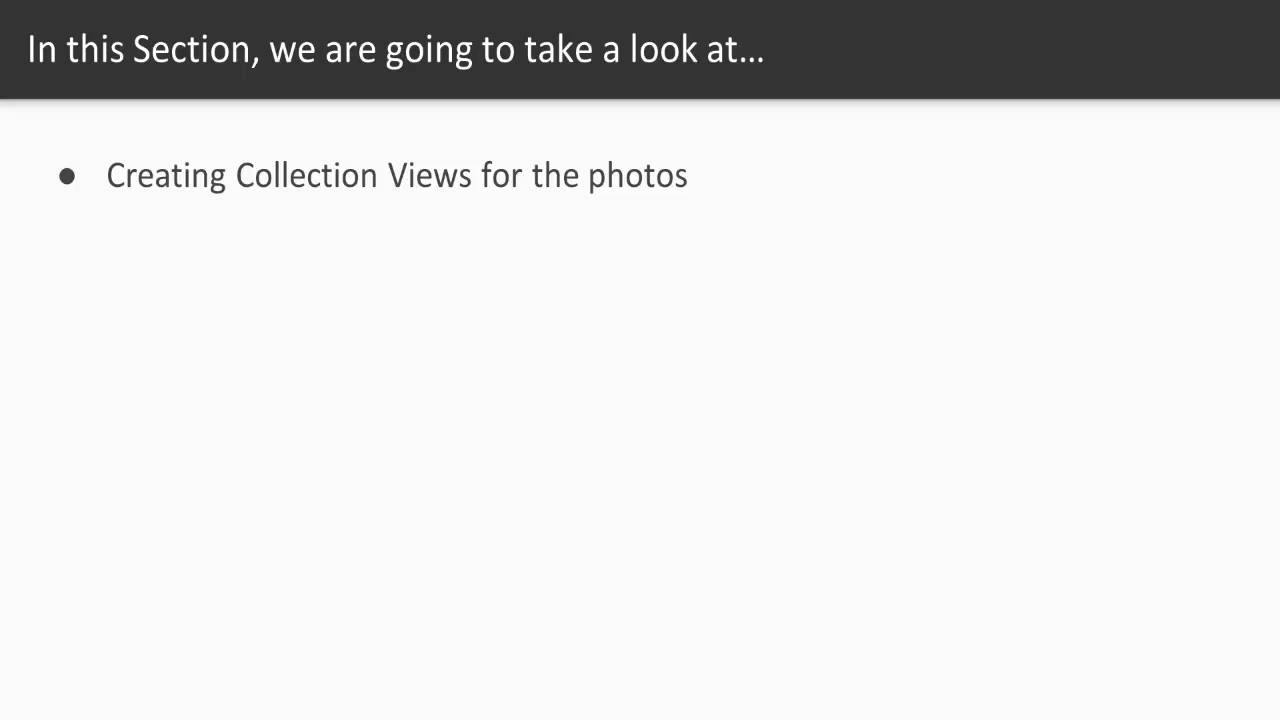 In this Section, we are going to take a look at...
● Creating Collection Views for the photos